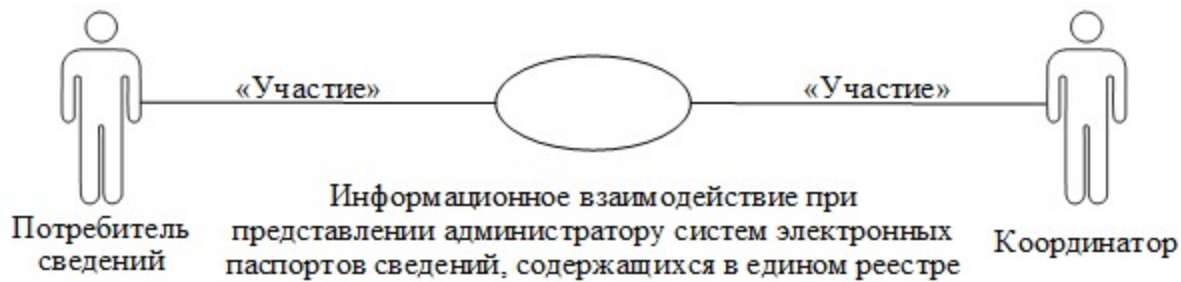 «Участие» «Участие»
Информационное взаимодействие при
представлении администратору систем электронных
паспортов сведений, содержащихся в едином реестре
Потребитель
сведений
Координатор